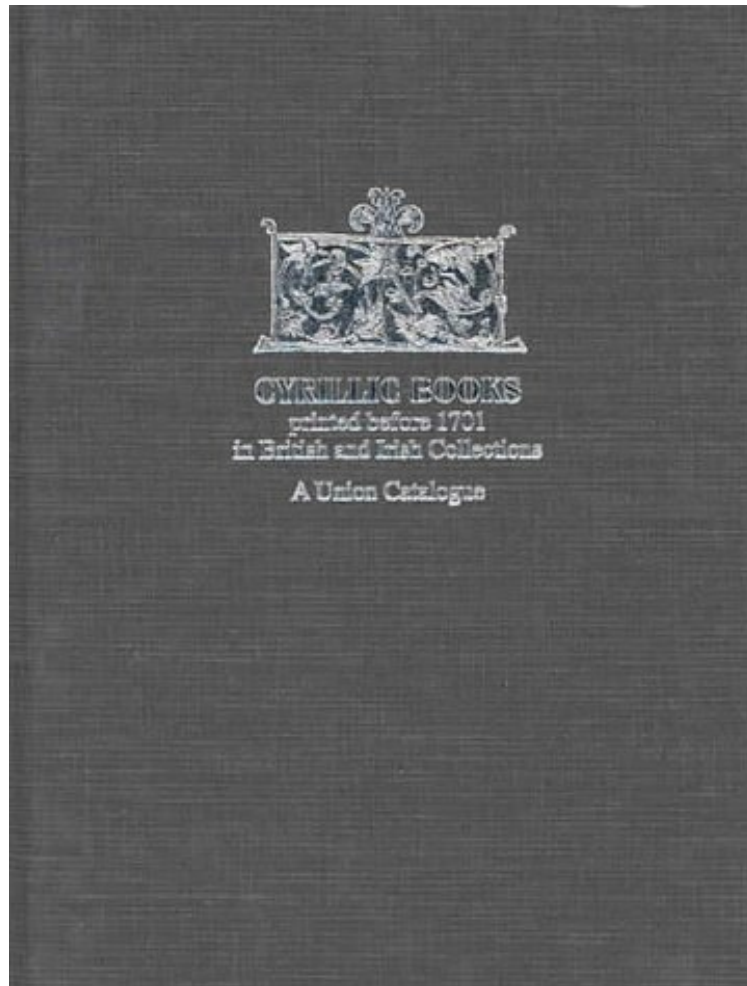 CYRILLIC BOOKS
printed before 1701
in British and Irish Collections
A Union Catalogue